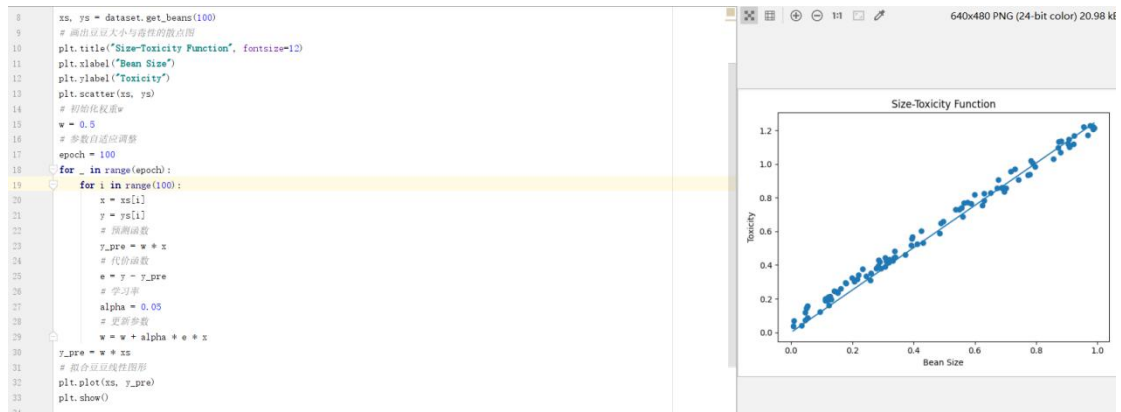 8 xs, ys = dataset.get_beans(100)
9 # 画出豆豆大小与毒性的散点图
10 plt.title("Size-Toxicity Function", fontsize=12)
11 plt.xlabel("Bean Size")
12 plt.ylabel("Toxicity")
13 plt.scatter(xs, ys)
14 # 初始化权重w
15 w = 0.5
16 # 参数自适应调整
17 epoch = 100
18 for _ in range(epoch):
19 for i in range(100):
20 x = xs[i]
21 y = ys[i]
22 # 预测函数
23 y_pre = w * x
24 # 代价函数
25 e = y - y_pre
26 # 学习率
27 alpha = 0.05
28 # 更新参数
29 w = w + alpha * e * x
30 y_pre = w * xs
31 # 拟合豆豆线性图形
32 plt.plot(xs, y_pre)
33 plt.show()
1:1 640x480 PNG (24-bit color) 20.98 kB
Size-Toxicity Function
1.2
1.0
0.8
0.6
0.4
0.2
0.0
Toxicity
0.0 0.2 0.4 0.6 0.8 1.0
Bean Size